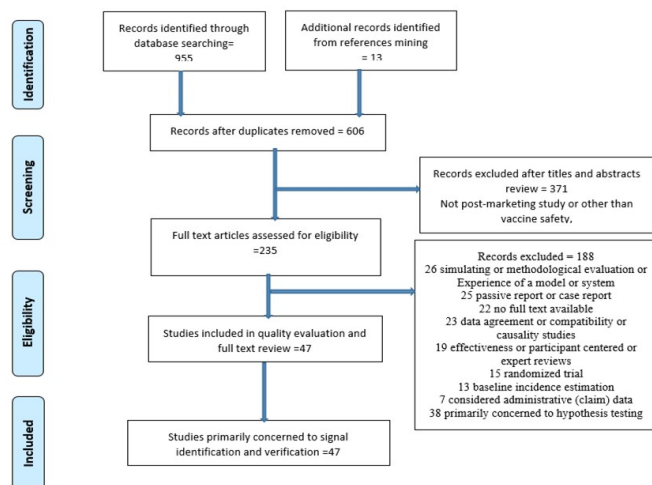 Identification
Records identified through
database searching=
955
Additional records identified
from references mining
= 13
Records after duplicates removed = 606
Screening
Records excluded after titles and abstracts
review = 371
Not post-marketing study or other than
vaccine safety,
Full text articles assessed for eligibility
=235
Eligibility
Records excluded = 188
26 simulating or methodological evaluation or
Experience of a model or system
25 passive report or case report
22 no full text available
23 data agreement or compatibility or
causality studies
19 effectiveness or participant centered or
expert reviews
15 randomized trial
13 baseline incidence estimation
7 considered administrative (claim) data
38 primarily concerned to hypothesis testing
Studies included in quality evaluation and
full text review =47
Included
Studies primarily concerned to signal
identification and verification =47